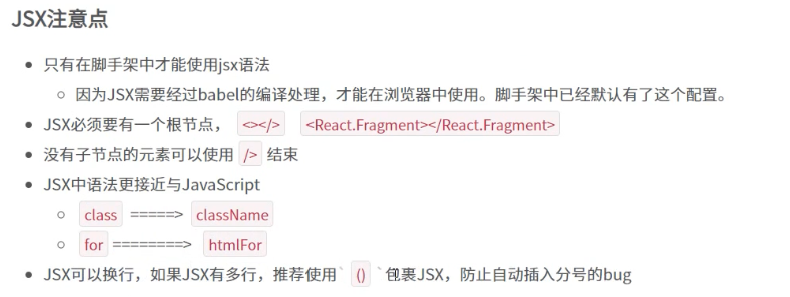 JSX注意点
只有在脚手架中才能使用jsx语法
因为JSX需要经过babel的编译处理，才能在浏览器中使用。脚手架中已经默认有了这个配置。
JSX必须要有一个根节点， <></> <React.Fragment></React.Fragment>
没有子节点的元素可以使用 /> 结束
JSX中语法更接近与JavaScript
class =====> className
for ========> htmlFor
JSX可以换行，如果JSX有多行，推荐使用` () `包裹JSX，防止自动插入分号的bug